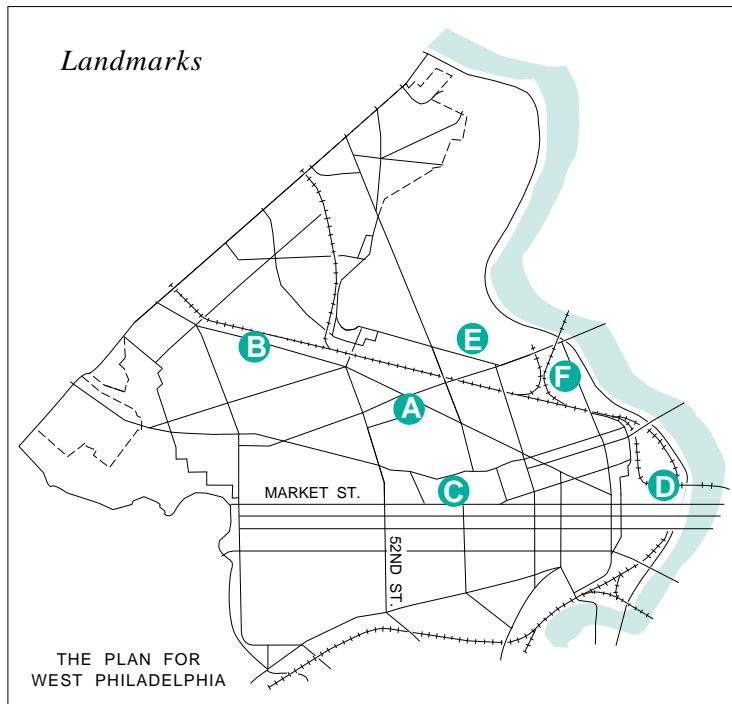 Landmarks
E
B
F
A
C
D
MARKET ST.
52ND ST.
THE PLAN FOR
WEST PHILADELPHIA